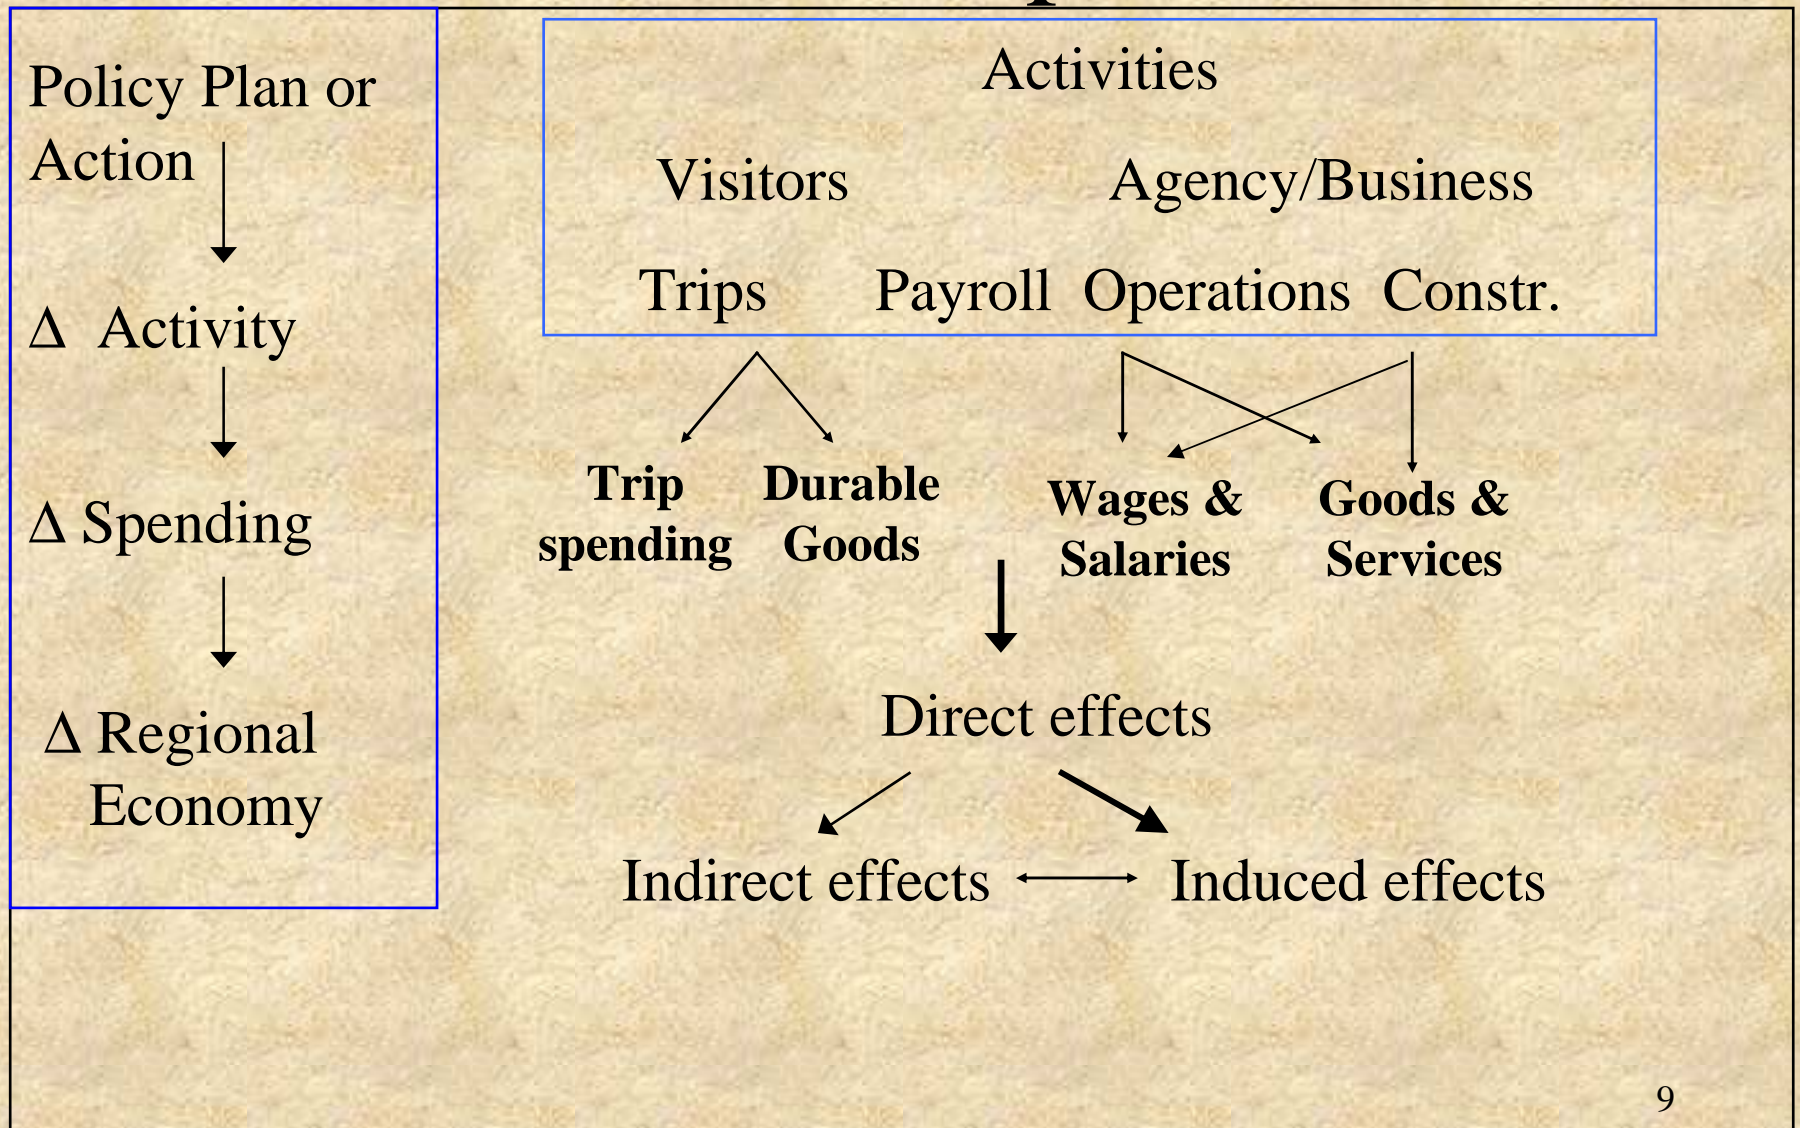 Policy Plan or
Action
Δ Activity
Δ Spending
Δ Regional
Economy
Activities
Visitors Agency/Business
Trips Payroll Operations Constr.
Trip Durable
spending Goods
Wages & Goods &
Salaries Services
Direct effects
Indirect effects Induced effects
9